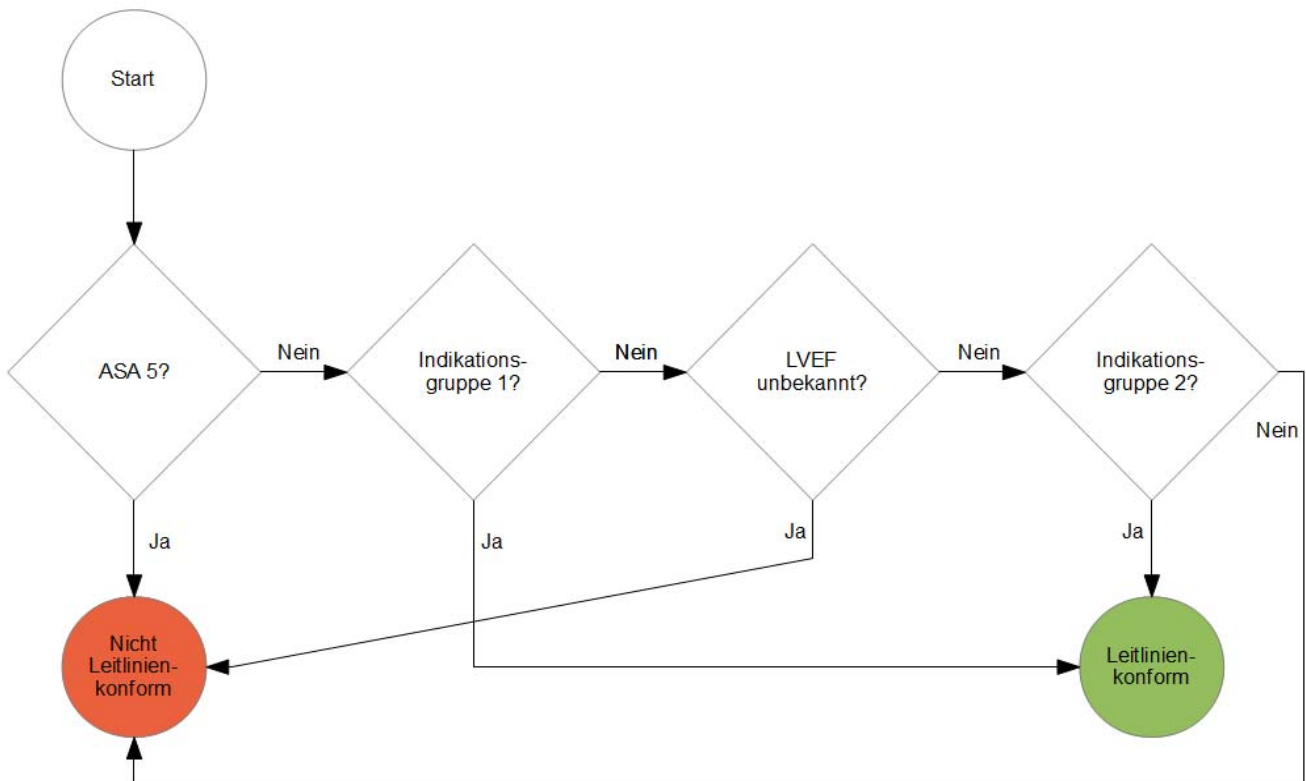 Start
ASA 5?
Nein
Indikations-
gruppe 1?
Nein
LVEF
unbekannt?
Nein
Indikations-
gruppe 2?
Nein
Ja
Ja
Ja
Ja
Nicht
Leitlinien-
konform
Leitlinien-
konform